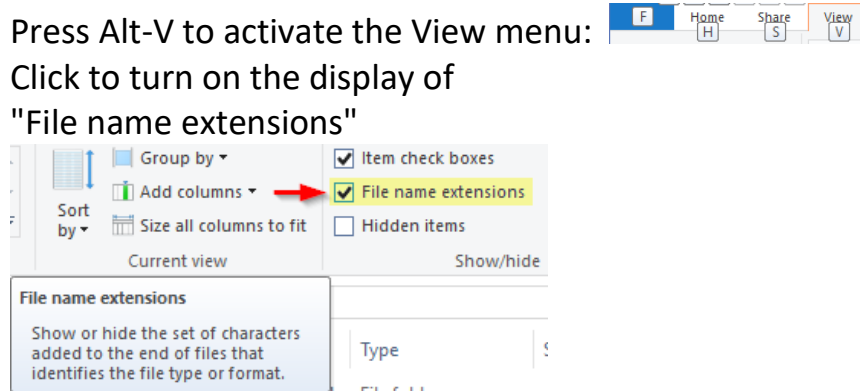 Press Alt-V to activate the View menu:
F Home Share View
H S V
Click to turn on the display of
"File name extensions"
Group by
Item check boxes
Add columns
File name extensions
Sort by
Size all columns to fit
Hidden items
Current view
Show/hide
File name extensions
Show or hide the set of characters
added to the end of files that
identifies the file type or format.
Type